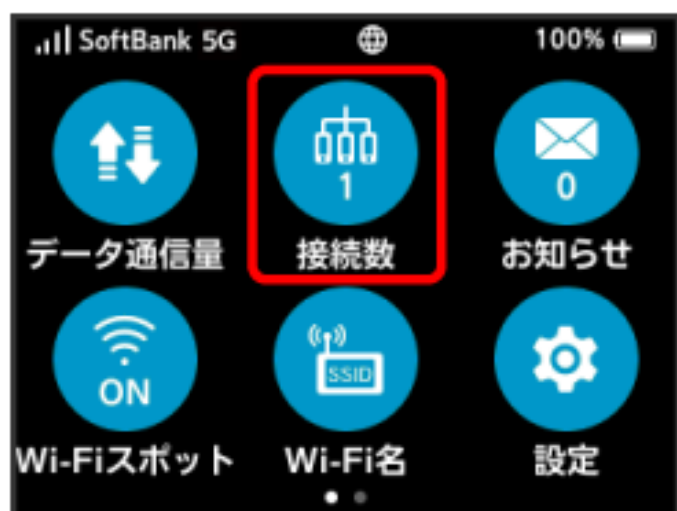 SoftBank 5G 100%
1 0
データ通信量 接続数 お知らせ
ON SSID
Wi-Fiスポット Wi-Fi名 設定